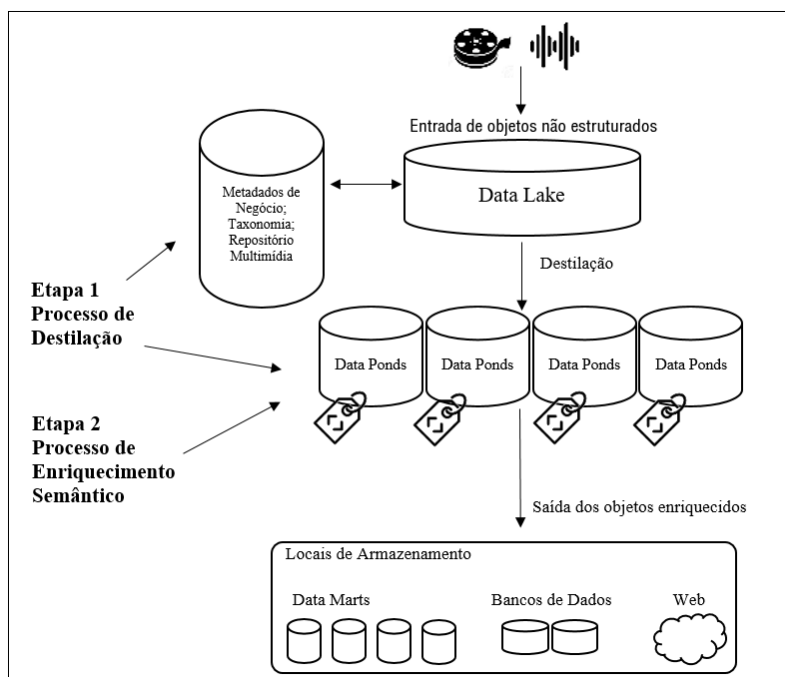 Entrada de objetos não estruturados
Metadados de
Negócio;
Taxonomia;
Repositório
Multimídia
Data Lake
Destilação
Etapa 1
Processo de
Destilação
Data Ponds
Data Ponds
Data Ponds
Data Ponds
Etapa 2
Processo de
Enriquecimento
Semântico
Saída dos objetos enriquecidos
Locais de Armazenamento
Data Marts
Bancos de Dados
Web